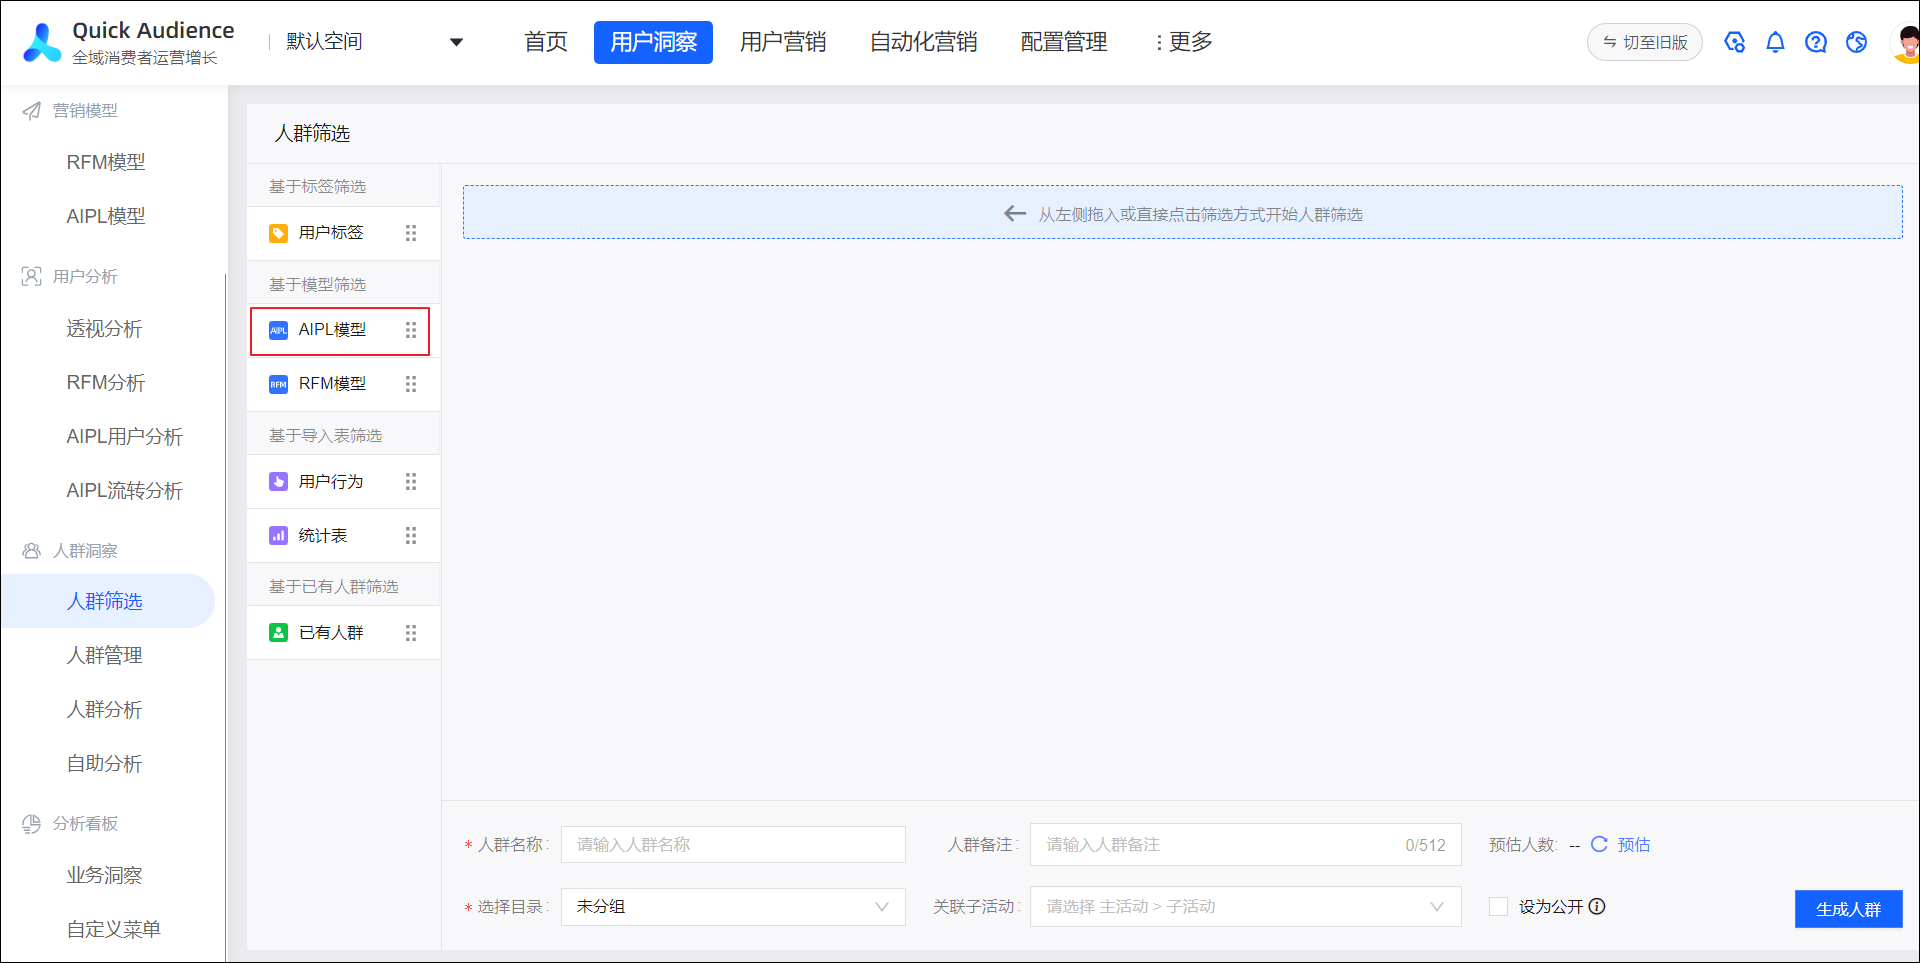 Quick Audience
全域消费者运营增长
默认空间
首页
用户洞察
用户营销
自动化营销
配置管理
更多
切至旧版
营销模型
RFM模型
AIPL模型
用户分析
透视分析
RFM分析
AIPL用户分析
AIPL流转分析
人群洞察
人群筛选
人群管理
人群分析
自助分析
分析看板
业务洞察
自定义菜单
人群筛选
基于标签筛选
用户标签
基于模型筛选
AIPL AIPL模型
RFM RFM模型
基于导入表筛选
用户行为
统计表
基于已有人群筛选
已有人群
从左侧拖入或直接点击筛选方式开始人群筛选
* 人群名称: 请输入人群名称
人群备注: 请输入人群备注 0/512
预估人数: -- 预估
* 选择目录: 未分组
关联子活动: 请选择 主活动 > 子活动
设为公开
生成人群